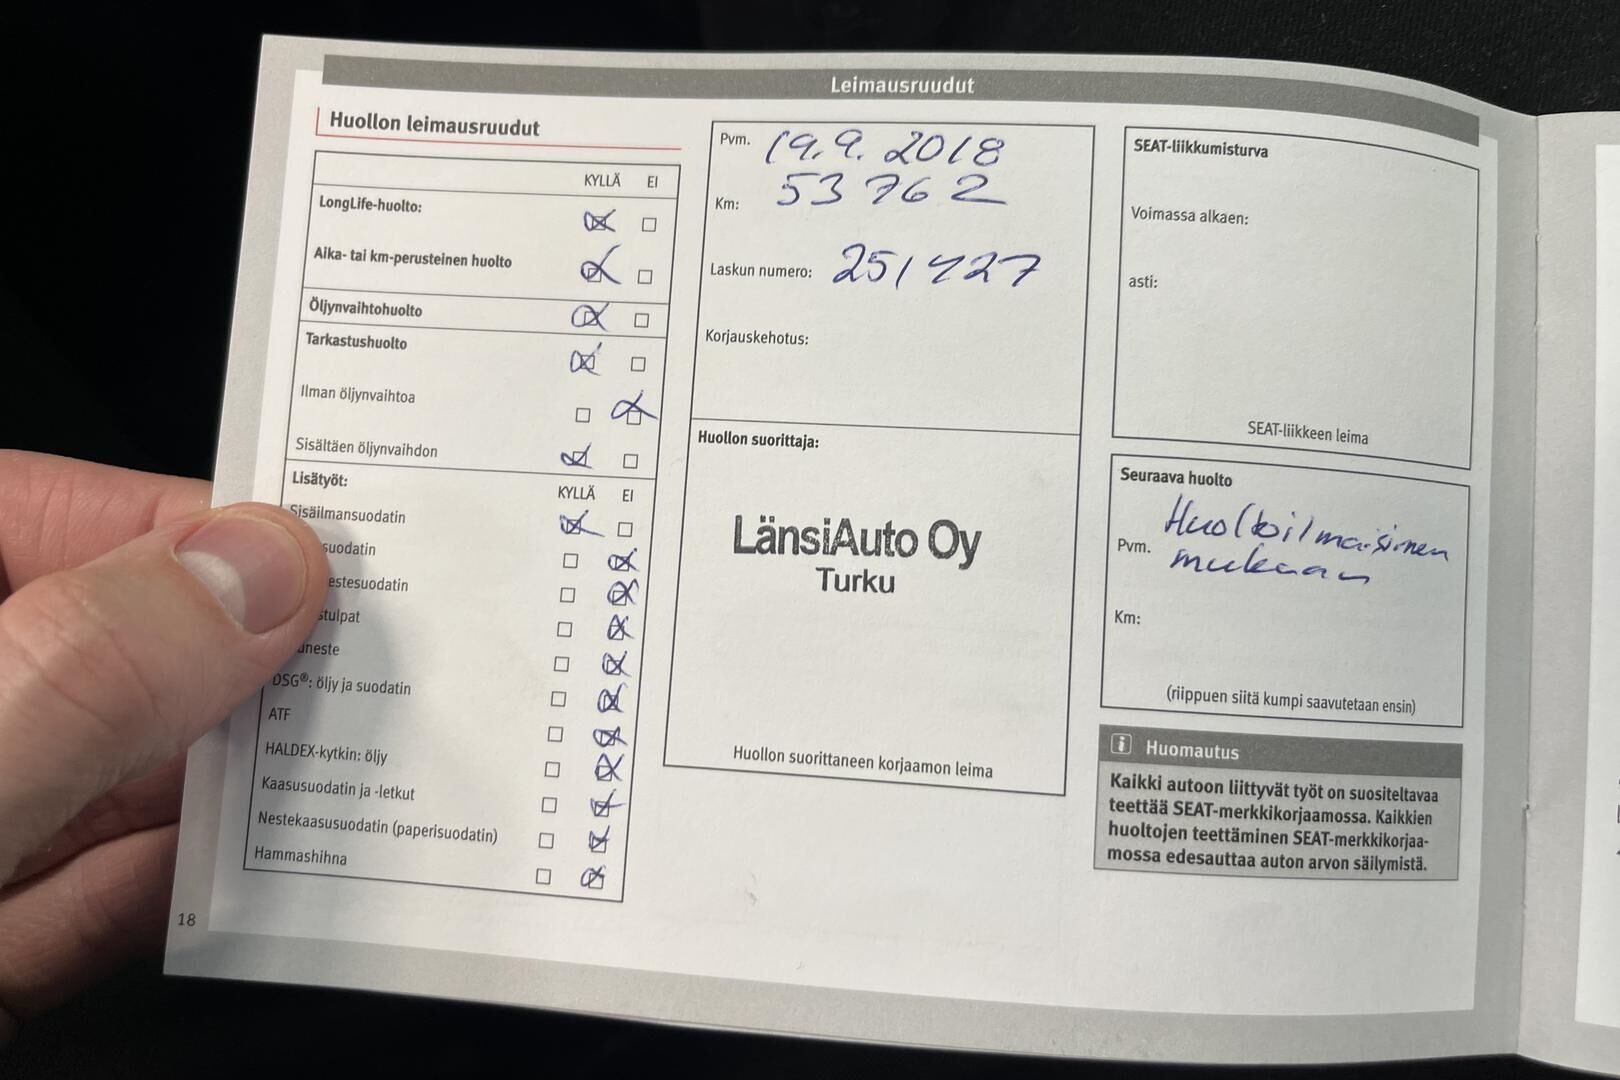 Leimausruudut
Huollon leimausruudut
KYLLÄ EI
LongLife-huolto:
Aika- tai km-perusteinen huolto
Öljynvaihtohuolto
Tarkastushuolto
Ilman öljynvaihtoa
Sisältäen öljynvaihdon
Lisätyöt:
KYLLÄ EI
Sisäilmansuodatin
suodatin
estesuodatin
stulpat
uneste
DSG®: öljy ja suodatin
ATF
HALDEX-kytkin: öljy
Kaasusuodatin ja -letkut
Nestekaasusuodatin (paperisuodatin)
Hammashihna
18
Pvm. 19.9. 2018
Km: 53 762
Laskun numero: 251427
Korjauskehotus:
Huollon suorittaja:
LänsiAuto Oy
Turku
Huollon suorittaneen korjaamon leima
SEAT-liikkumisturva
Voimassa alkaen:
asti:
SEAT-liikkeen leima
Seuraava huolto
Huoltoilmaisimen
Pvm. mukaan
Km:
(riippuen siitä kumpi saavutetaan ensin)
i Huomautus
Kaikki autoon liittyvät työt on suositeltavaa
teettää SEAT-merkkikorjaamossa. Kaikkien
huoltojen teettäminen SEAT-merkkikorjaa-
mossa edesauttaa auton arvon säilymistä.